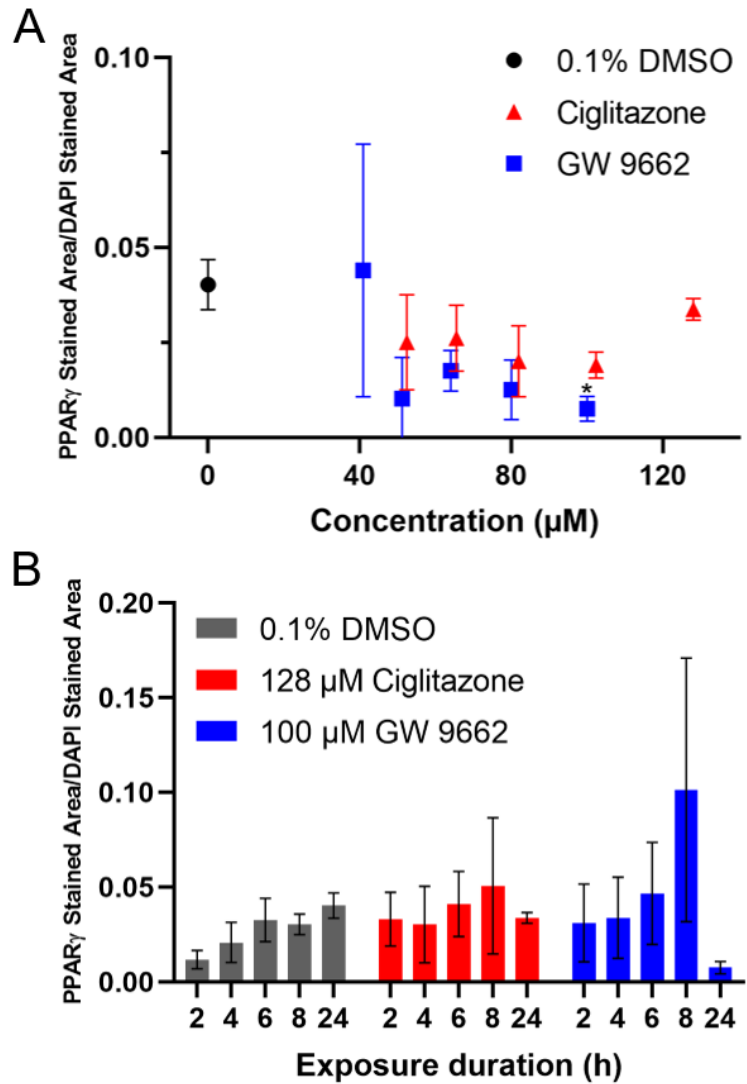 A
PPARγ Stained Area/DAPI Stained Area
0.10
0.05
0.00
0.1% DMSO
Ciglitazone
GW 9662
*
0 40 80 120
Concentration (µM)
B
PPARγ Stained Area/DAPI Stained Area
0.20
0.15
0.10
0.05
0.00
0.1% DMSO
128 µM Ciglitazone
100 µM GW 9662
2 4 6 8 24 2 4 6 8 24 2 4 6 8 24
Exposure duration (h)